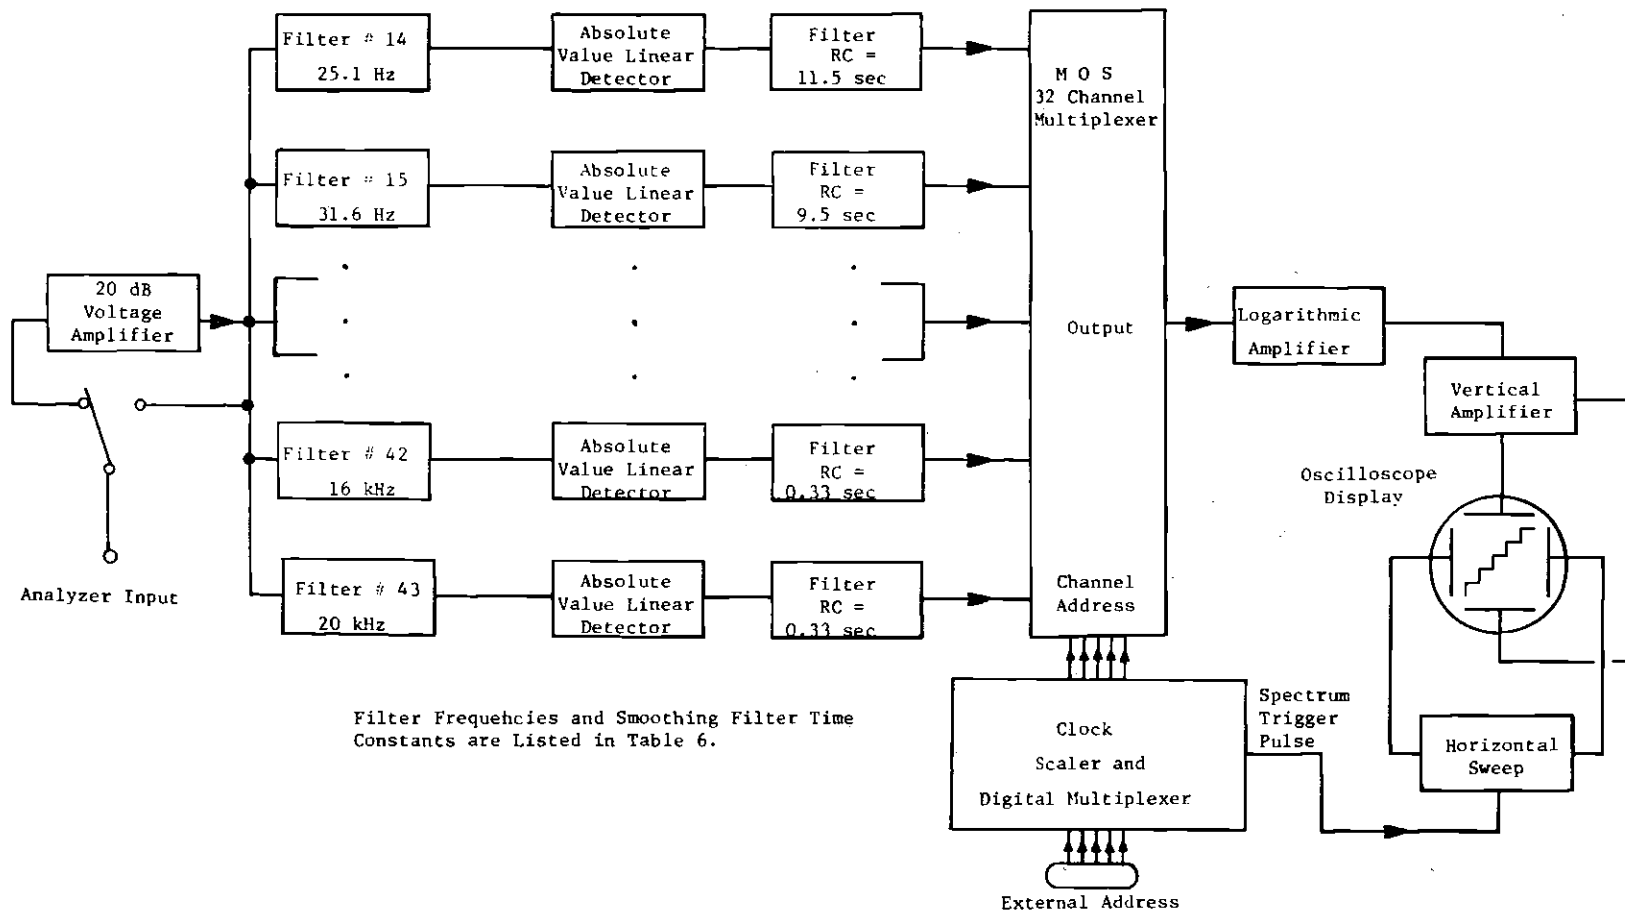 Filter # 14
25.1 Hz
Absolute
Value Linear
Detector
Filter
RC =
11.5 sec
M O S
32 Channel
Multiplexer
Filter # 15
31.6 Hz
Absolute
Value Linear
Detector
Filter
RC =
9.5 sec
20 dB
Voltage
Amplifier
Output
Logarithmic
Amplifier
Vertical
Amplifier
Filter # 42
16 kHz
Absolute
Value Linear
Detector
Filter
RC =
0.33 sec
Oscilloscope
Display
Analyzer Input
Filter # 43
20 kHz
Absolute
Value Linear
Detector
Filter
RC =
0.33 sec
Channel
Address
Filter Frequehcies and Smoothing Filter Time
Constants are Listed in Table 6.
Clock
Scaler and
Digital Multiplexer
Spectrum
Trigger
Pulse
Horizontal
Sweep
External Address